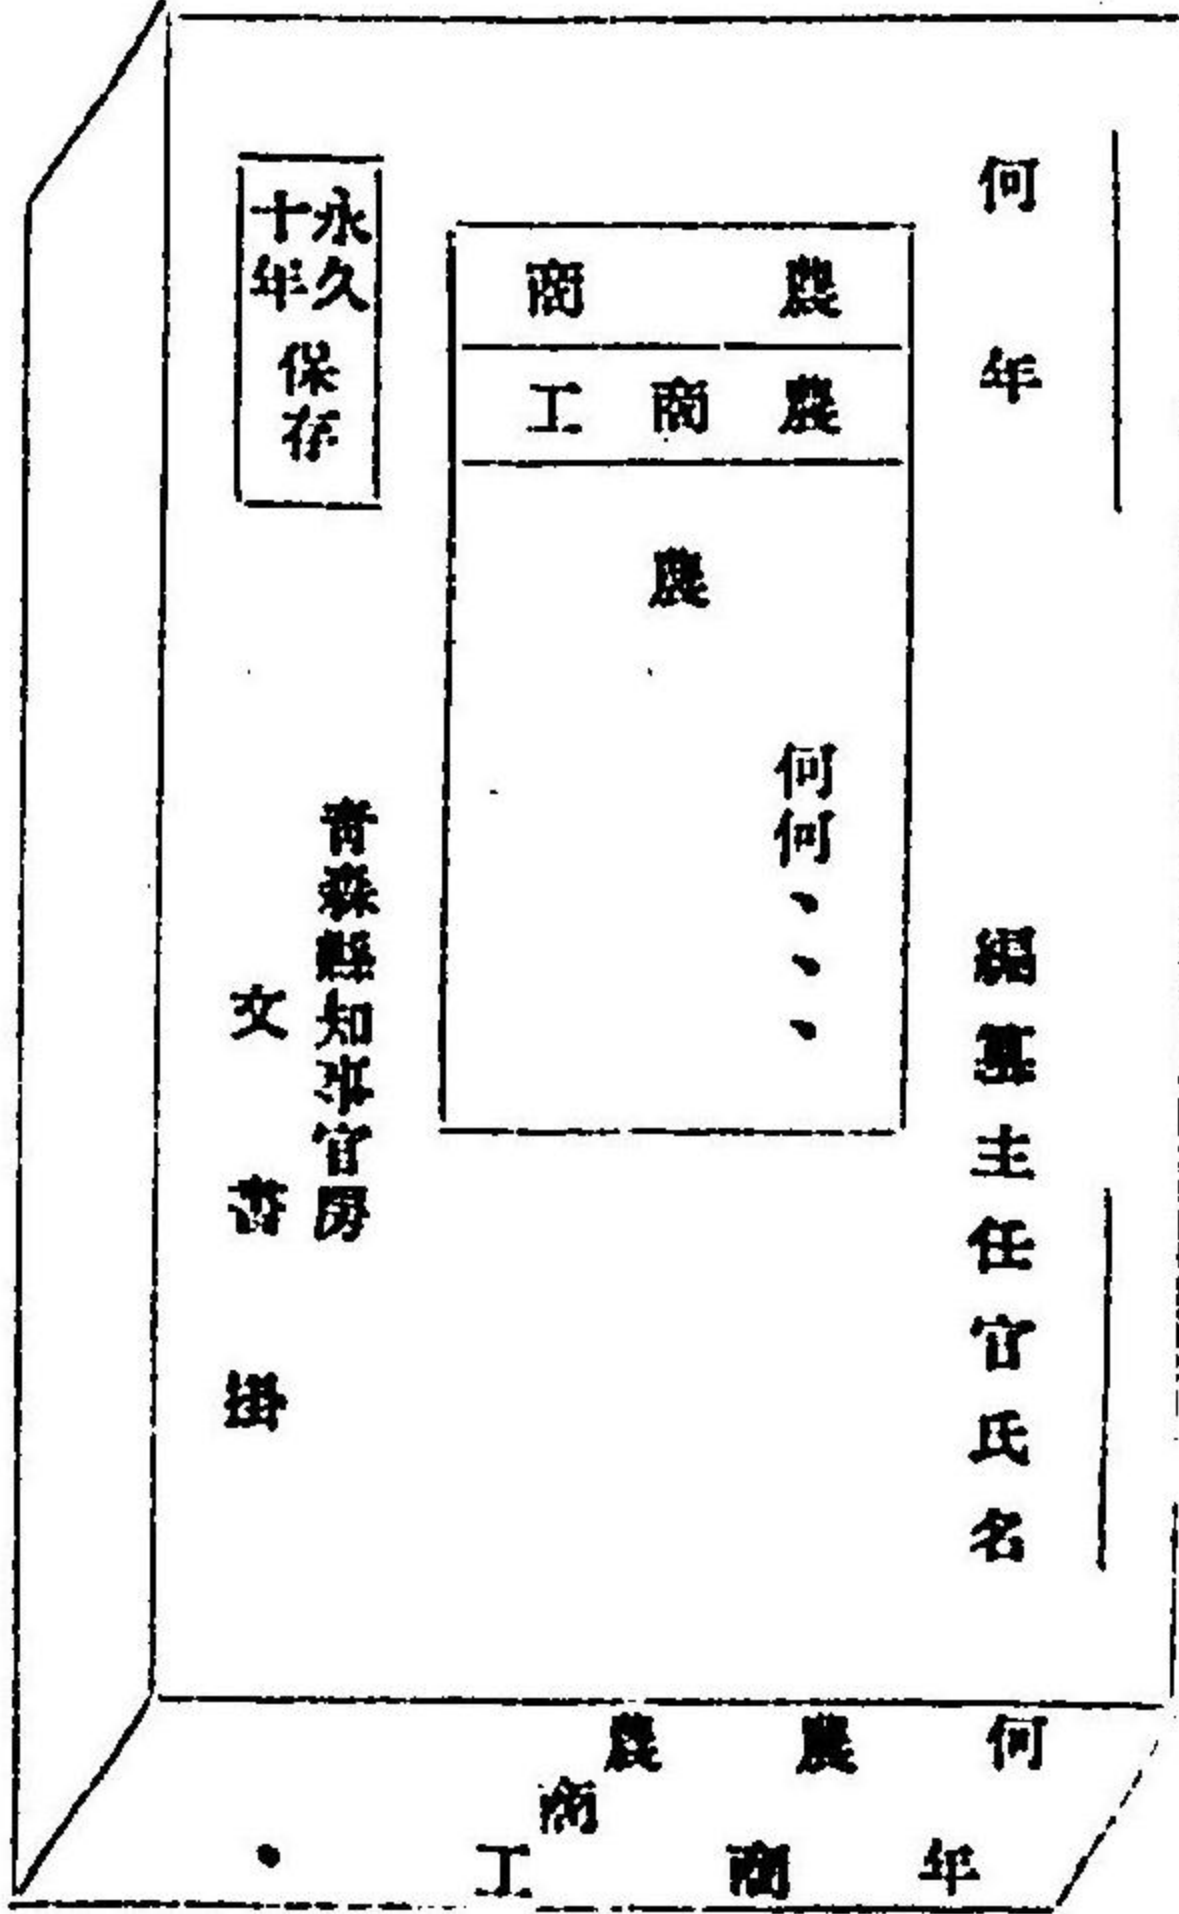 何年
編纂主任官氏名
農 商
農 商 工
農
何何、、、
永久
十年
保存
青森縣知事官房
文書掛
何年
農商
農商工
、